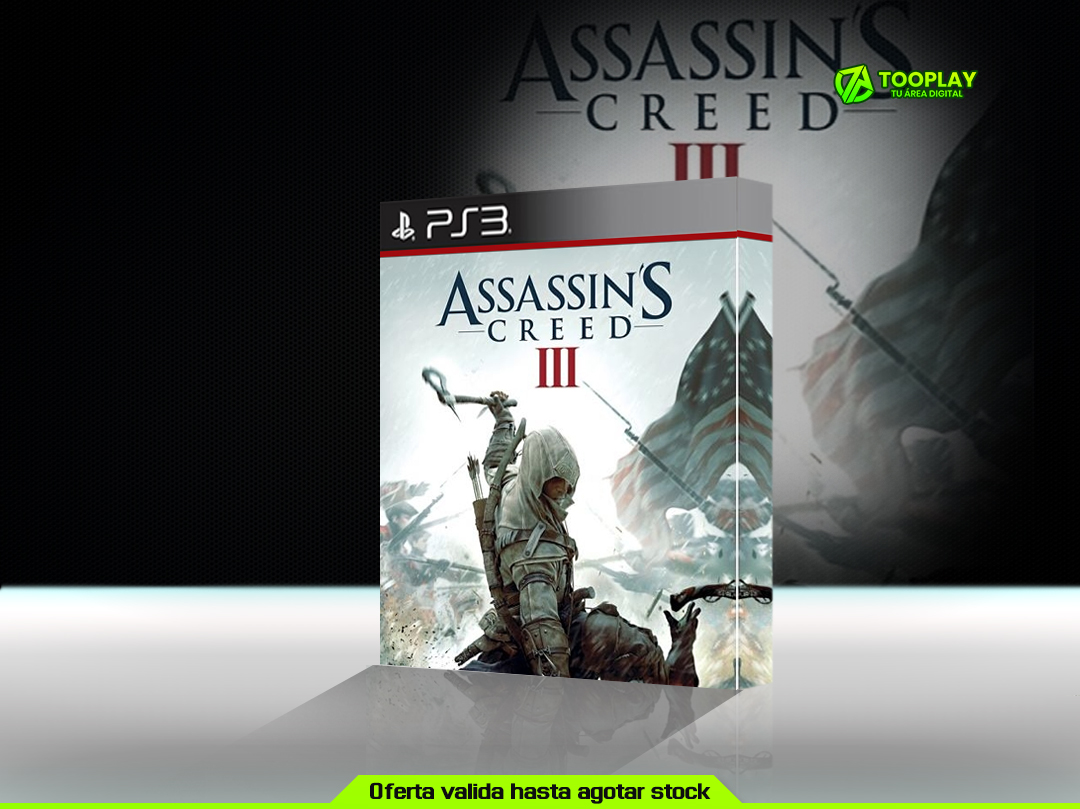 ASSASSIN'S
CREED
III
TOOPLAY
TU ÁREA DIGITAL
PS3
ASSASSIN'S
CREED
III
Oferta valida hasta agotar stock